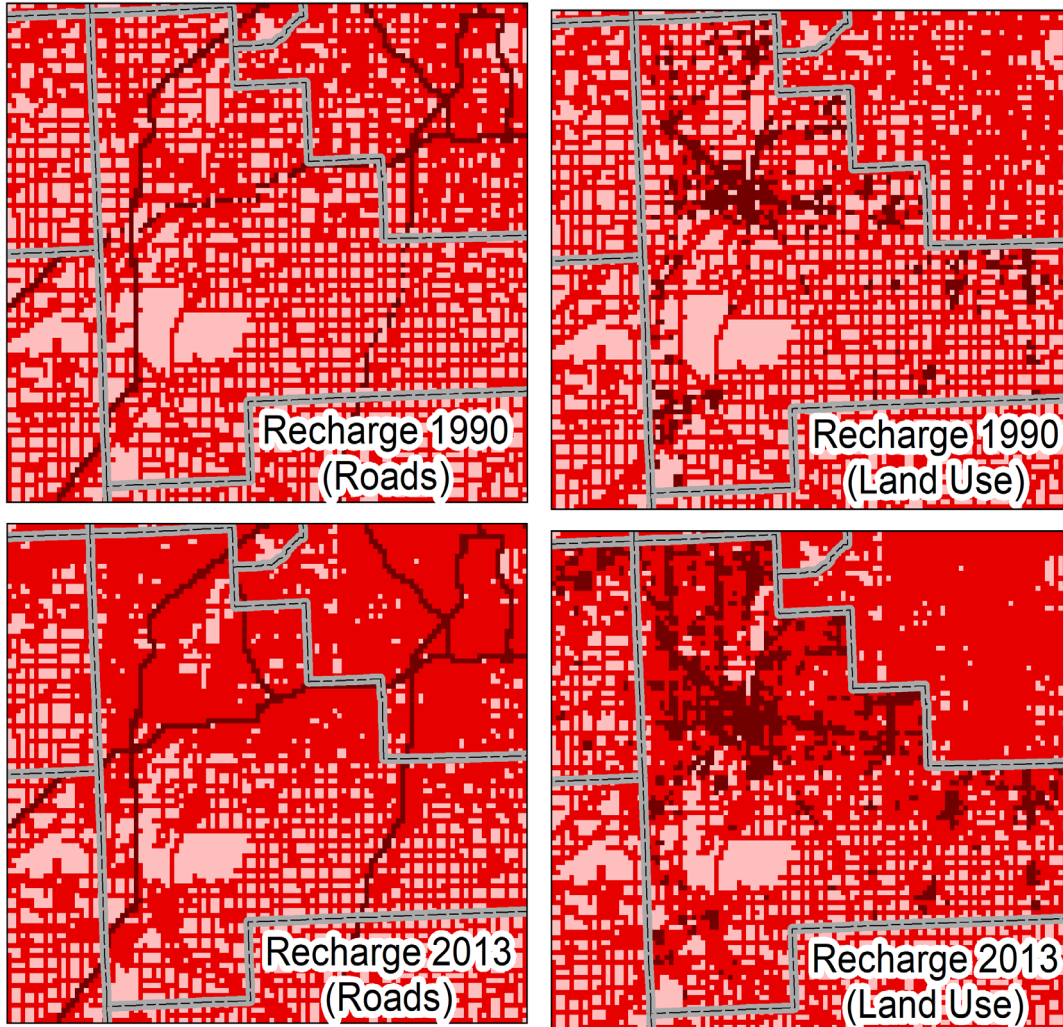 Recharge 1990
(Roads)
Recharge 1990
(Land Use)
Recharge 2013
(Roads)
Recharge 2013
(Land Use)